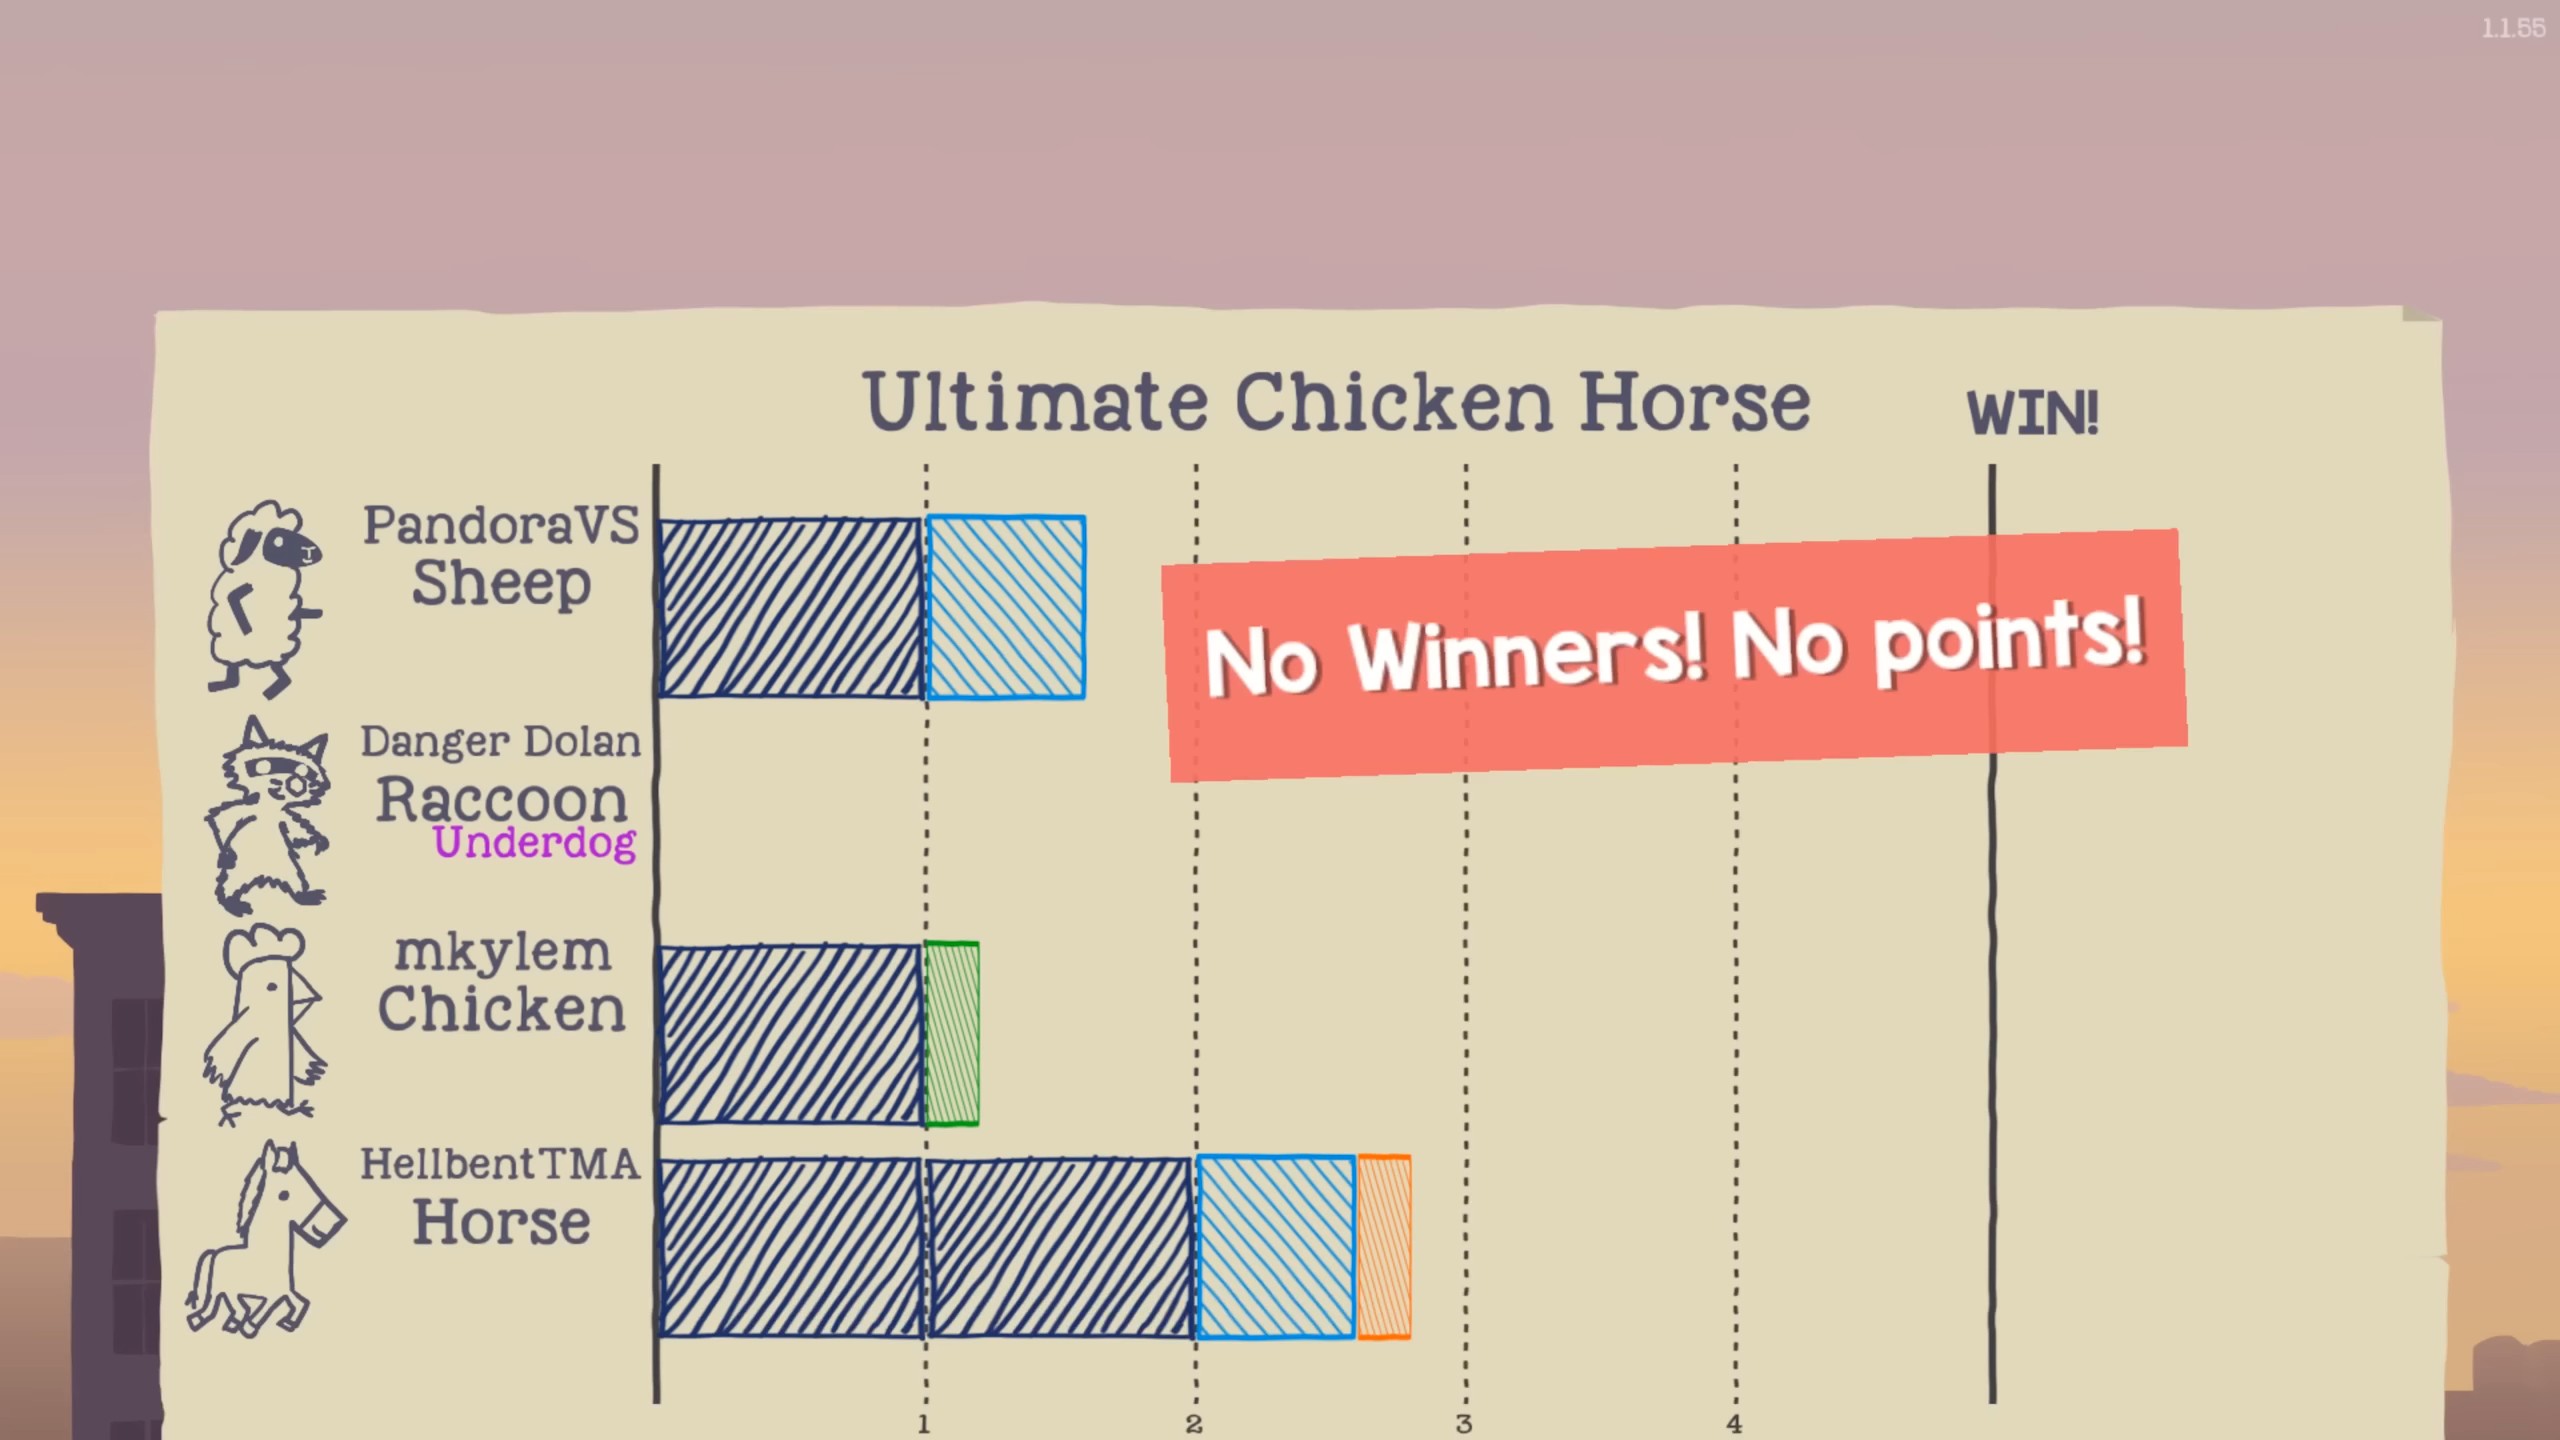 1.1.55
Ultimate Chicken Horse
WIN!
PandoraVS
Sheep
No Winners! No points!
Danger Dolan
Raccoon
Underdog
mkylem
Chicken
HellbentTMA
Horse
1 2 3 4